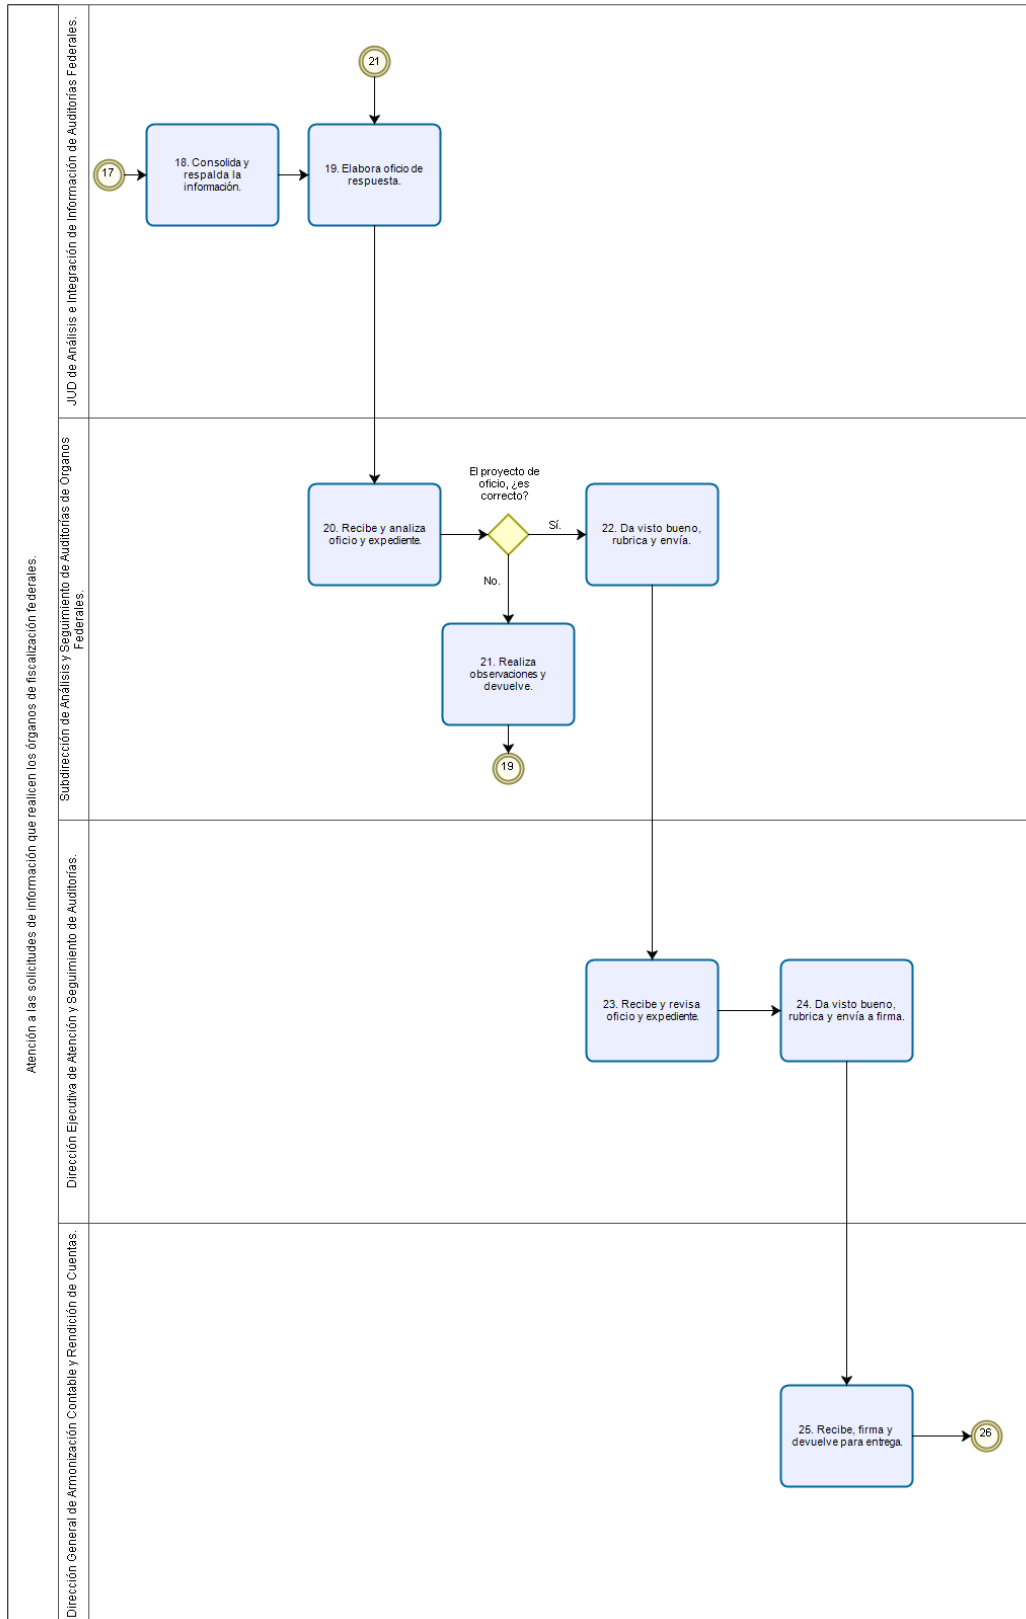 Atención a las solicitudes de información que realicen los órganos de fiscalización federales.
JUD de Análisis e Integración de Información de Auditorías Federales.
21
17
18. Consolida y
respalda la
información.
19. Elabora oficio de
respuesta.
Subdirección de Análisis y Seguimiento de Auditorías de Organos
Federales.
El proyecto de
oficio, ¿es
correcto?
20. Recibe y analiza
oficio y expediente.
Sí.
22. Da visto bueno,
rubrica y envía.
No.
21. Realiza
observaciones y
devuelve.
19
Dirección Ejecutiva de Atención y Seguimiento de Auditorías.
23. Recibe y revisa
oficio y expediente.
24. Da visto bueno,
rubrica y envía a firma.
Dirección General de Armonización Contable y Rendición de Cuentas.
25. Recibe, firma y
devuelve para entrega.
26